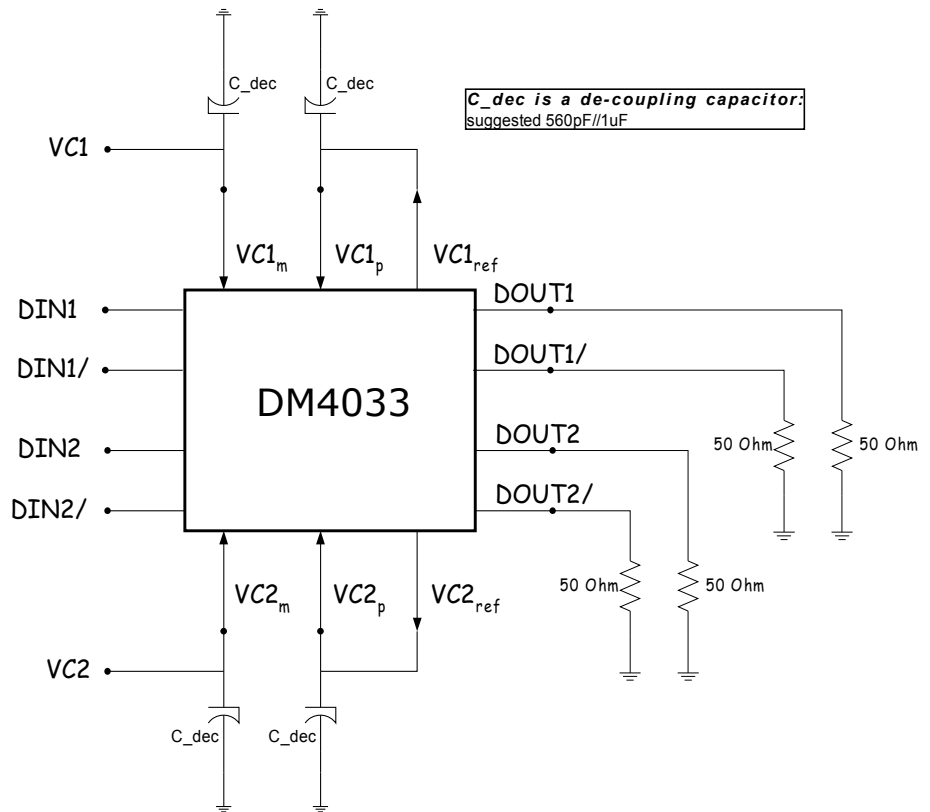 C_dec
C_dec
C_dec is a de-coupling capacitor:
suggested 560pF//1uF
VC1
VC1m
VC1p
VC1ref
DIN1
DOUT1
DIN1/
DOUT1/
DM4033
50 Ohm
50 Ohm
DIN2
DOUT2
DIN2/
DOUT2/
VC2m
VC2p
VC2ref
50 Ohm
50 Ohm
VC2
C_dec
C_dec